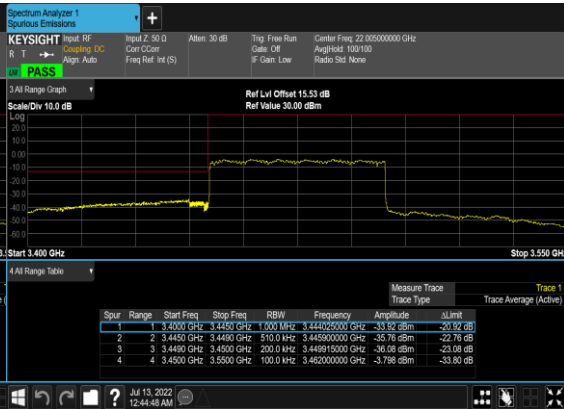 Spectrum Analyzer 1
Spurious Emissions
KEYSIGHT Input: RF Input Z: 50 Ω Atten: 30 dB Trig: Free Run Center Freq: 22.005000000 GHz
R T Coupling: DC Corr CCorr Gate: Off Avg|Hold: 100/100
Align: Auto Freq Ref: Int (S) IF Gain: Low Radio Std: None
LU PASS
3 All Range Graph
Ref Lvl Offset 15.53 dB
Scale/Div 10.0 dB Ref Value 30.00 dBm
Log
20.0
10.0
0.00
-10.0
-20.0
-30.0
-40.0
-50.0
-60.0
Start 3.400 GHz Stop 3.550 GH
4 All Range Table
Measure Trace Trace 1
Trace Type Trace Average (Active)
Spur Range Start Freq Stop Freq RBW Frequency Amplitude ΔLimit
1 1 3.4000 GHz 3.4450 GHz 1.000 MHz 3.444025000 GHz -33.92 dBm -20.92 dB
2 2 3.4450 GHz 3.4490 GHz 510.0 kHz 3.445900000 GHz -35.76 dBm -22.76 dB
3 3 3.4490 GHz 3.4500 GHz 200.0 kHz 3.449915000 GHz -36.08 dBm -23.08 dB
4 4 3.4500 GHz 3.5500 GHz 100.0 kHz 3.462000000 GHz -3.798 dBm -33.80 dB
?
Jul 13, 2022
12:44:48 AM